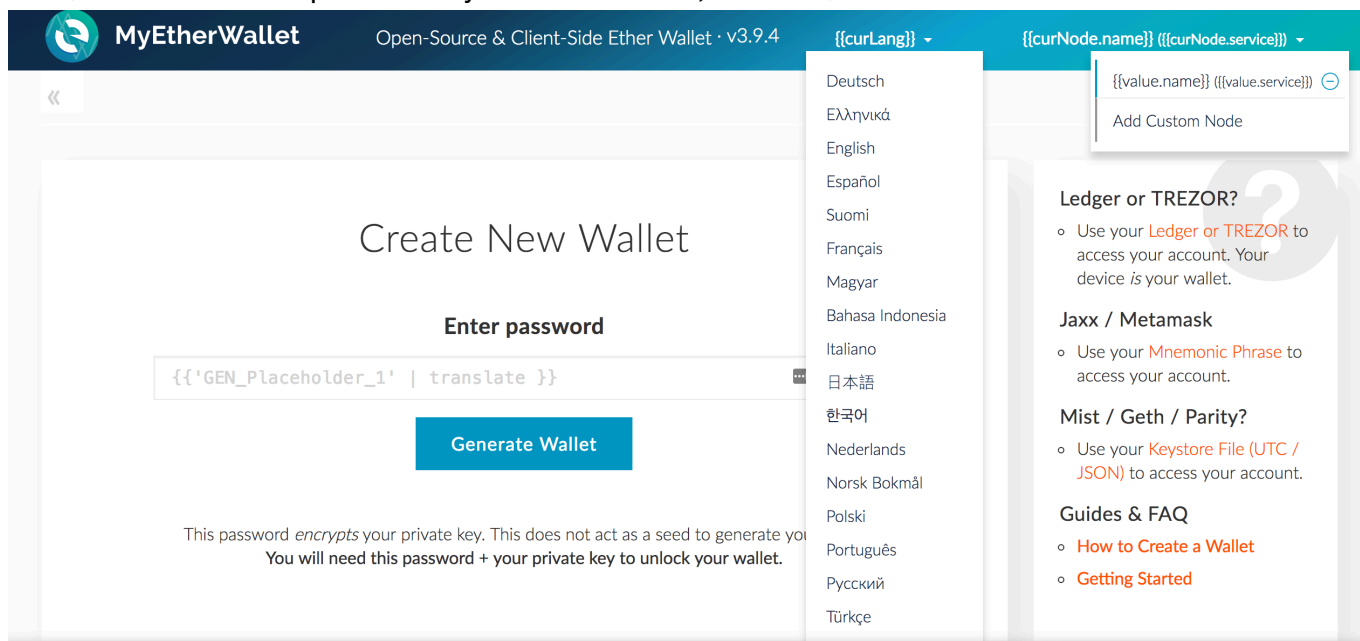 MyEtherWallet
Open-Source & Client-Side Ether Wallet · v3.9.4
{{curLang}}
{{curNode.name}} ({{curNode.service}})
{{value.name}} ({{value.service}})
Add Custom Node
«
Deutsch
Ελληνικά
English
Español
Suomi
Français
Magyar
Bahasa Indonesia
Italiano
日本語
한국어
Nederlands
Norsk Bokmål
Polski
Português
Русский
Türkçe
Create New Wallet
Enter password
{{'GEN_Placeholder_1' | translate }}
Generate Wallet
This password encrypts your private key. This does not act as a seed to generate you
You will need this password + your private key to unlock your wallet.
?
Ledger or TREZOR?
Use your Ledger or TREZOR to
access your account. Your
device is your wallet.
Jaxx / Metamask
Use your Mnemonic Phrase to
access your account.
Mist / Geth / Parity?
Use your Keystore File (UTC /
JSON) to access your account.
Guides & FAQ
How to Create a Wallet
Getting Started